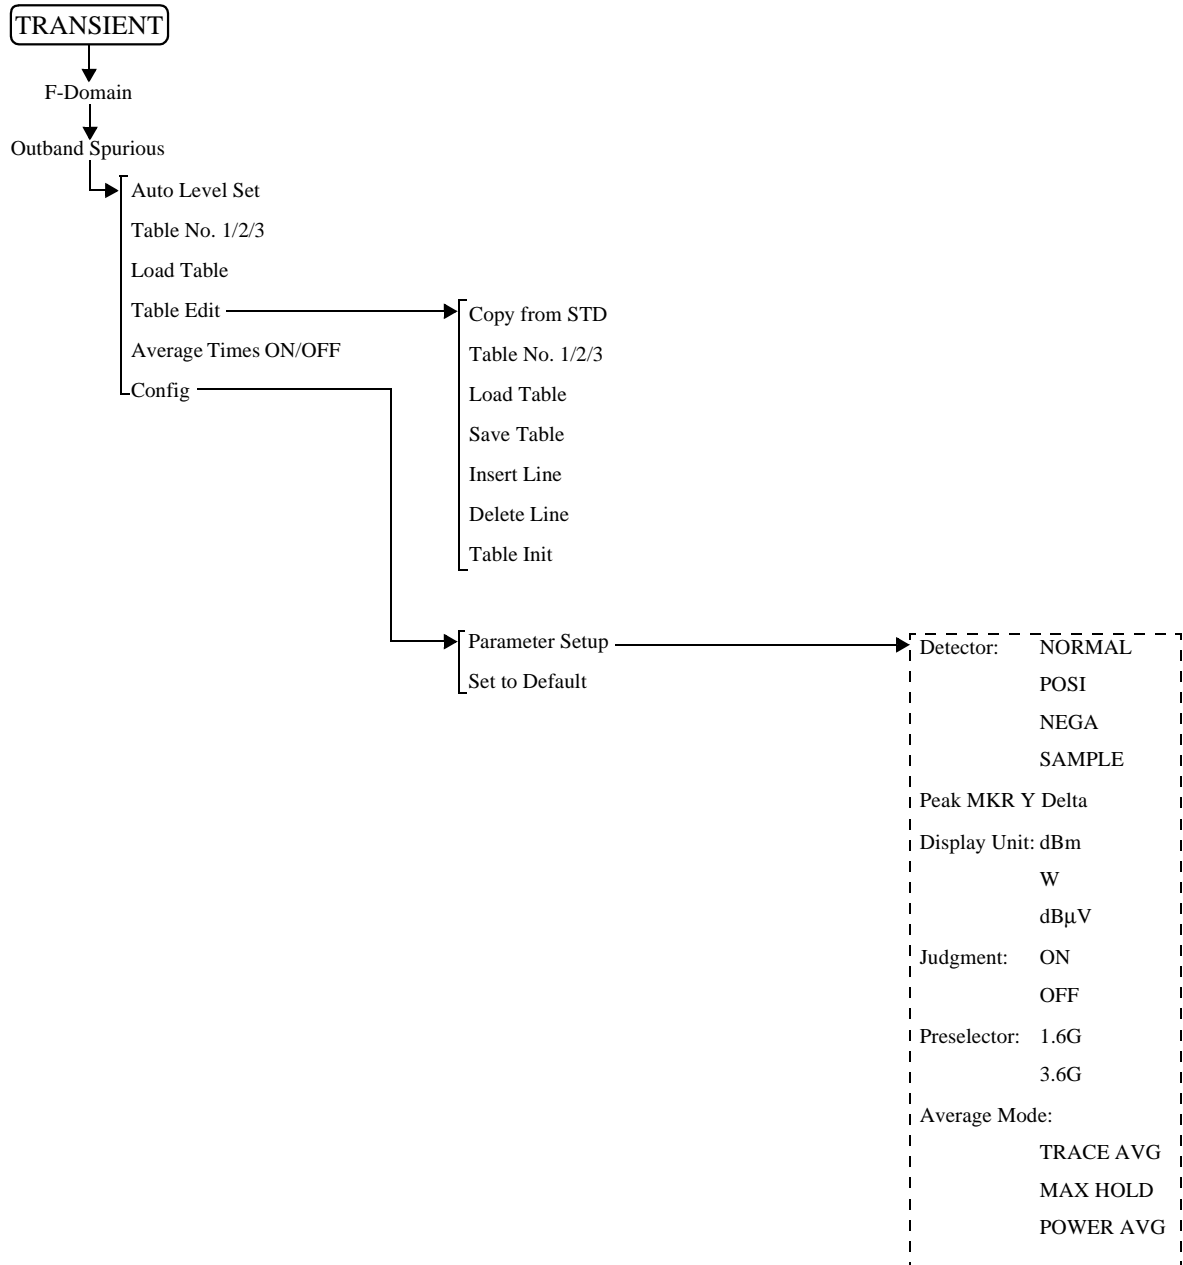 TRANSIENT
F-Domain
Outband Spurious
Auto Level Set
Table No. 1/2/3
Load Table
Table Edit
Average Times ON/OFF
Config
Copy from STD
Table No. 1/2/3
Load Table
Save Table
Insert Line
Delete Line
Table Init
Parameter Setup
Set to Default
Detector: NORMAL
POSI
NEGA
SAMPLE
Peak MKR Y Delta
Display Unit: dBm
W
dBµV
Judgment: ON
OFF
Preselector: 1.6G
3.6G
Average Mode:
TRACE AVG
MAX HOLD
POWER AVG